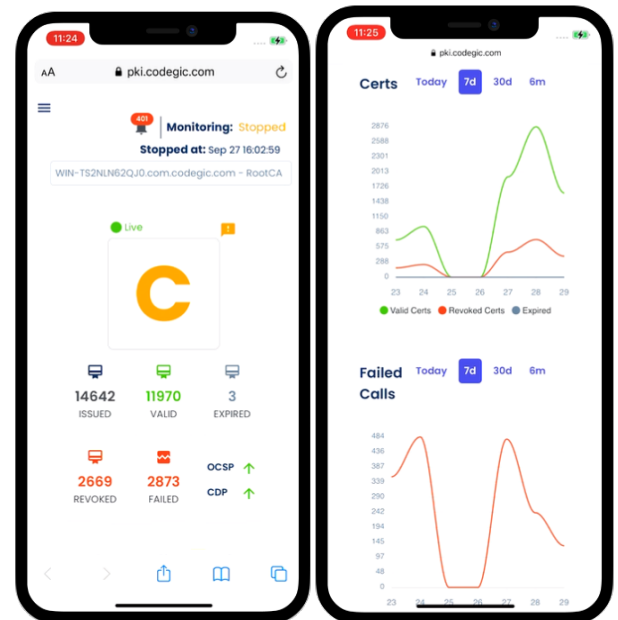 11:24
AA pki.codegic.com
401
Monitoring: Stopped
Stopped at: Sep 27 16:02:59
WIN-TS2NLN62QJ0.com.codegic.com - RootCA
Live
!
C
14642 11970 3
ISSUED VALID EXPIRED
2669 2873 OCSP
REVOKED FAILED CDP
11:25
pki.codegic.com
Certs Today 7d 30d 6m
2876
2588
2301
2013
1726
1438
1150
863
575
288
0
23 24 25 26 27 28 29
Valid Certs Revoked Certs Expired
Failed Calls Today 7d 30d 6m
484
436
387
339
290
242
194
145
97
48
0
23 24 25 26 27 28 29